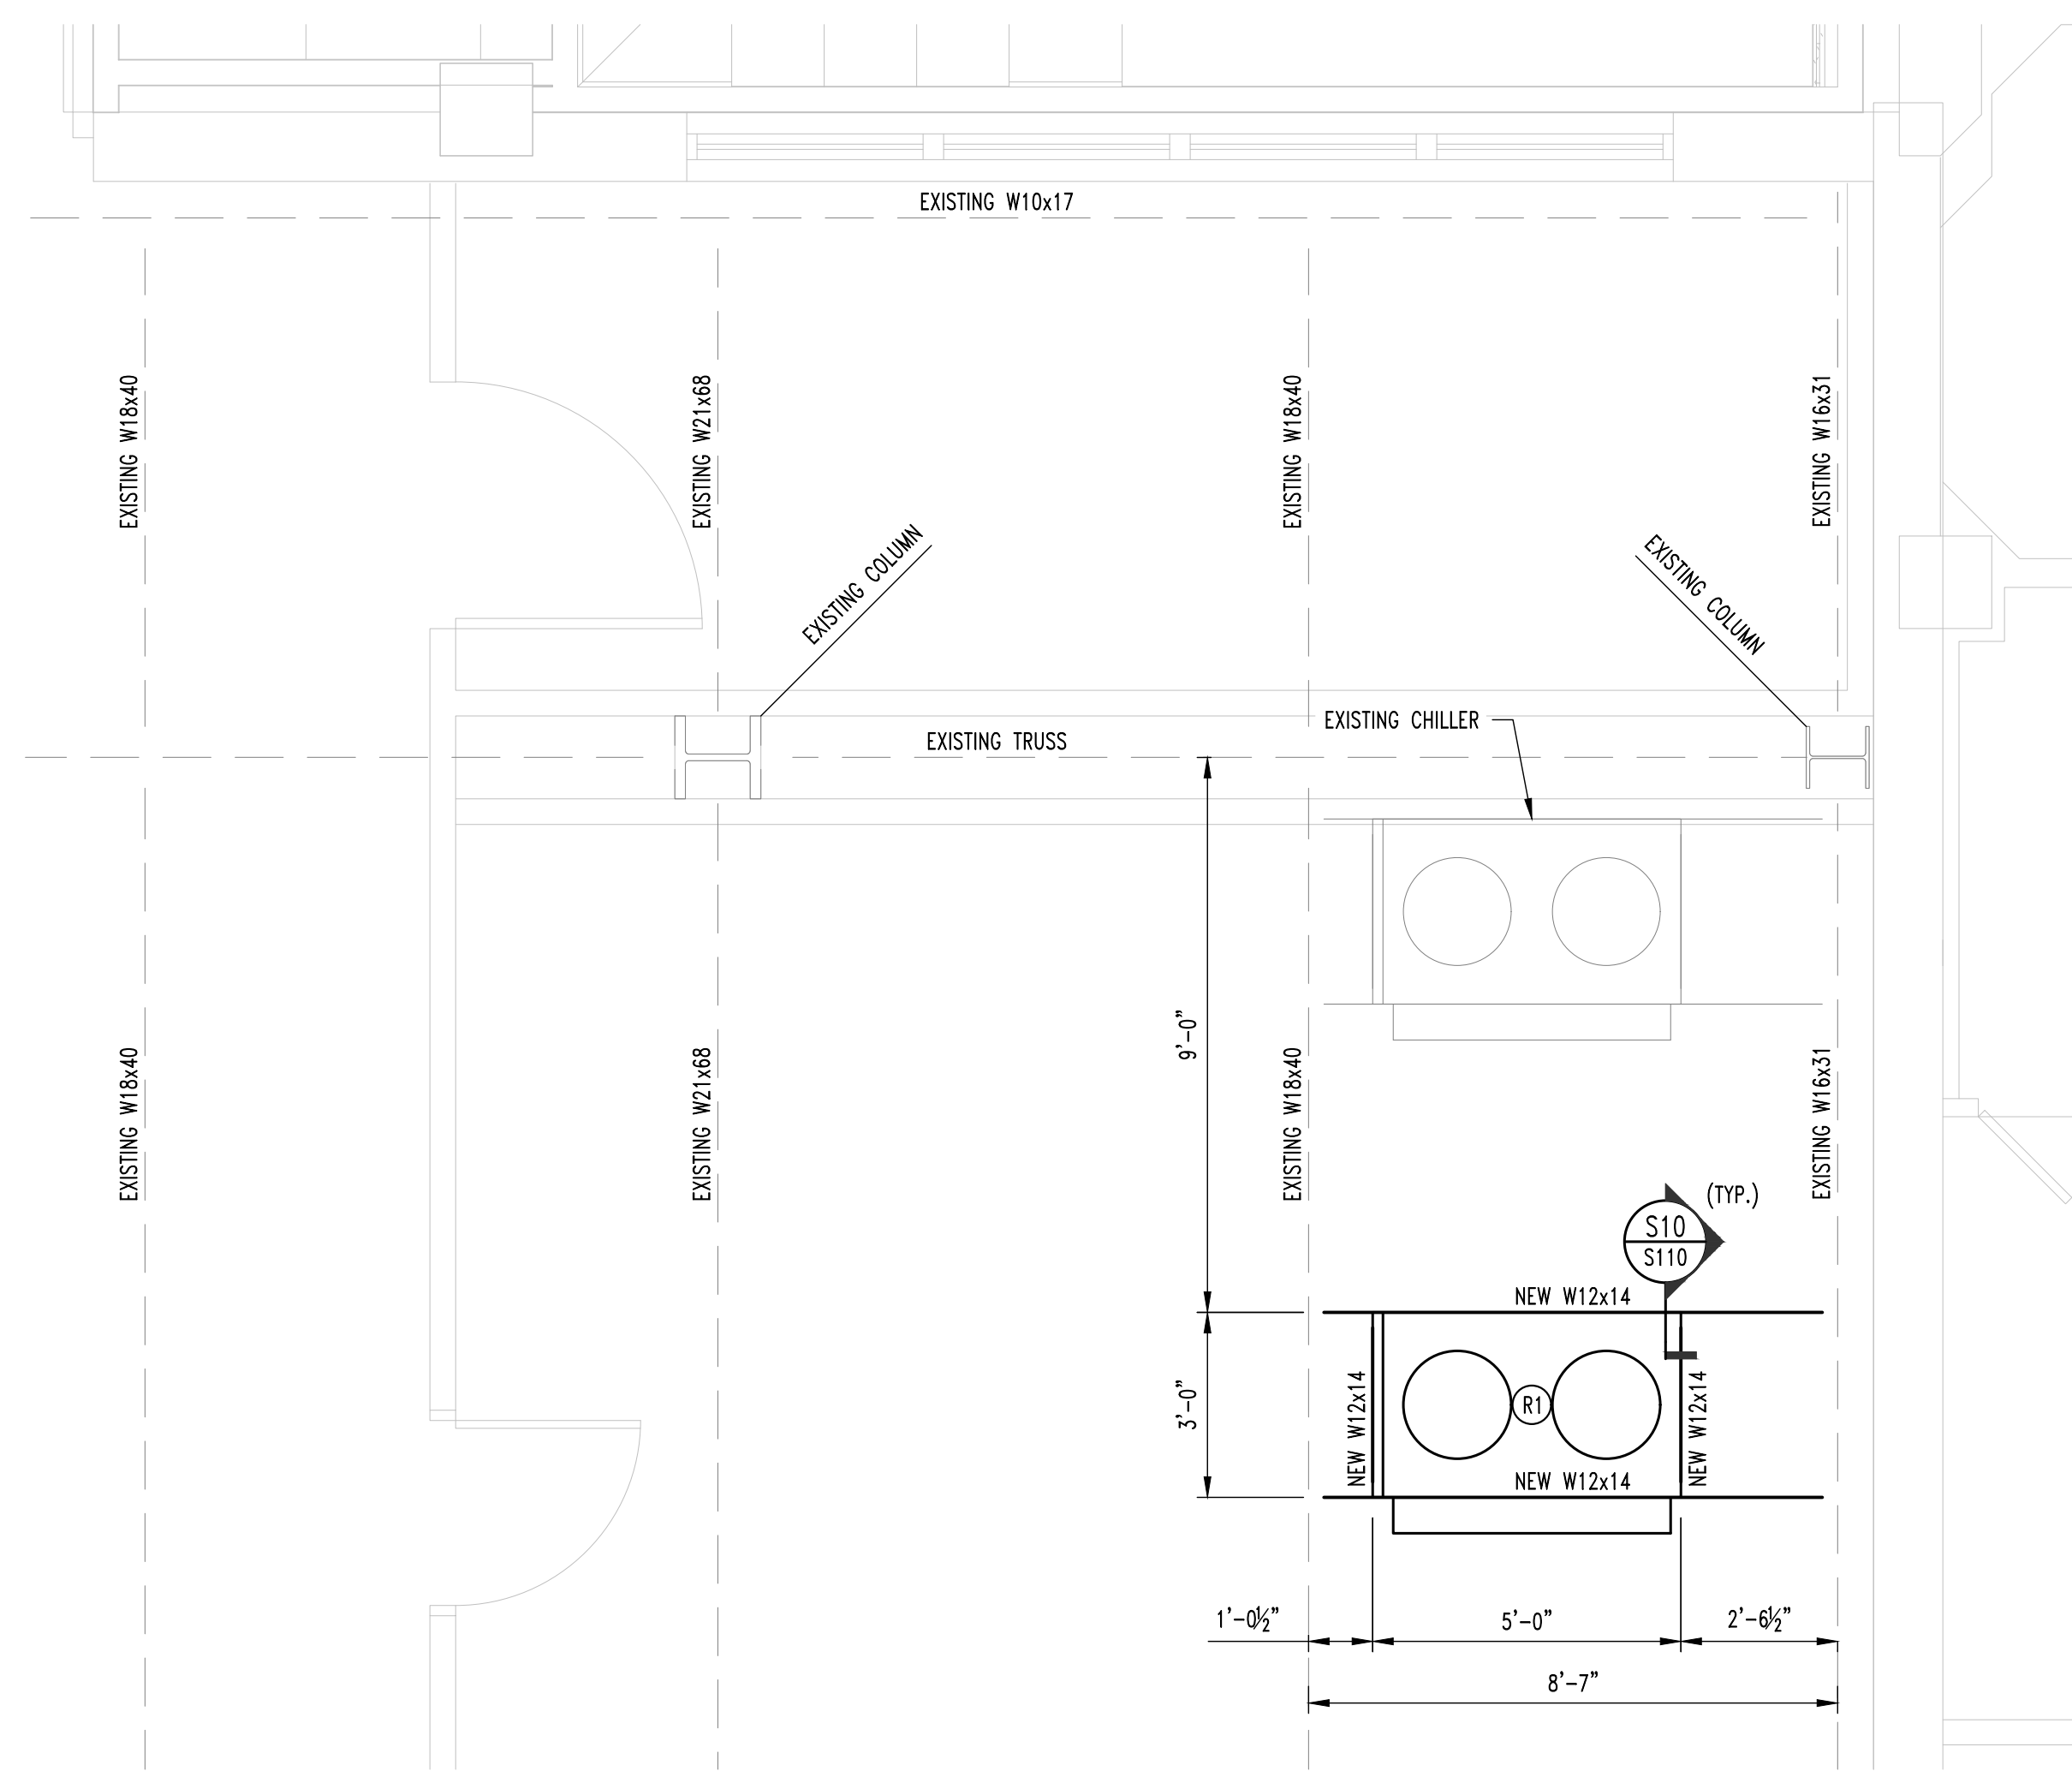 EXISTING W10x17
EXISTING W18x40
EXISTING W21x68
EXISTING W18x40
EXISTING W16x31
EXISTING COLUMN
EXISTING COLUMN
EXISTING CHILLER
EXISTING TRUSS
9'-0"
EXISTING W18x40
EXISTING W21x68
EXISTING W18x40
EXISTING W16x31
(TYP.)
S10
S110
NEW W12x14
3'-0"
NEW W12x14
R1
NEW W12x14
NEW W12x14
1'-0½"
5'-0"
2'-6½"
8'-7"